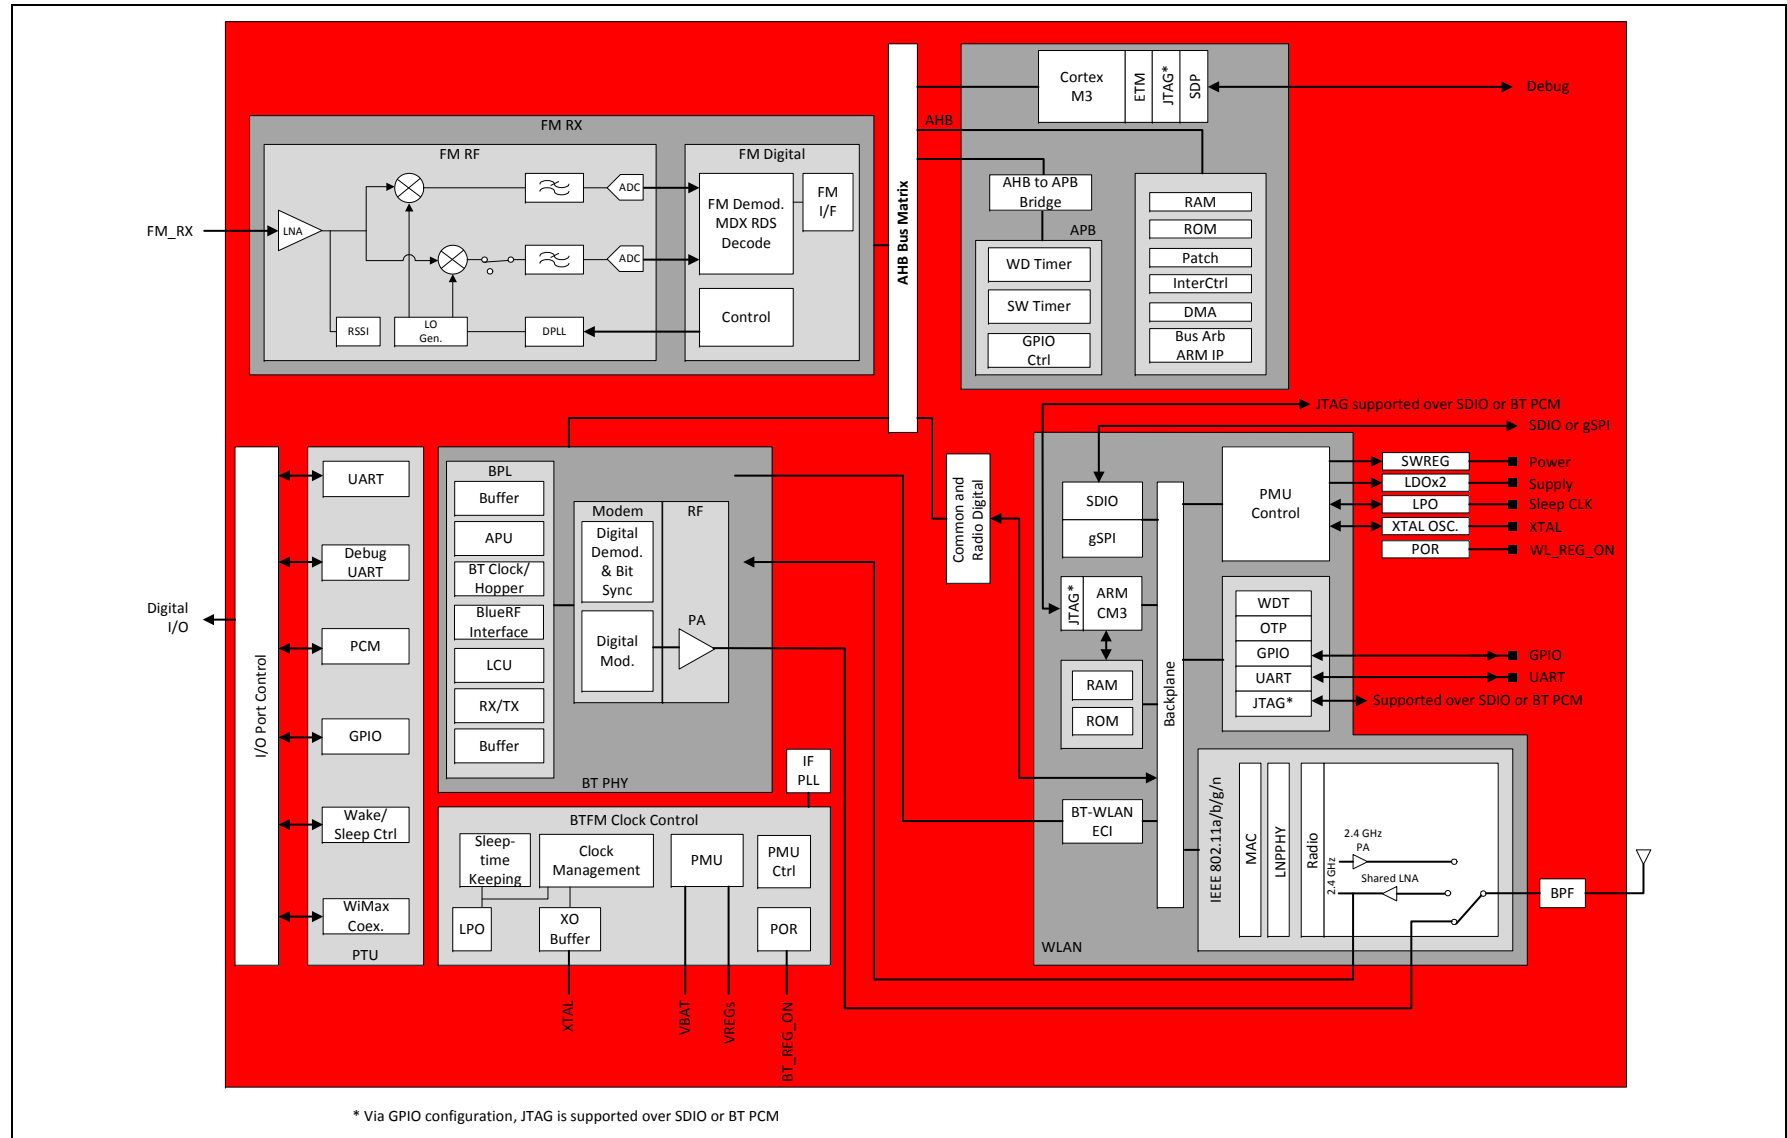 FM RX
FM RF
LNA
ADC
ADC
RSSI
LO
Gen.
DPLL
FM Digital
FM Demod.
MDX RDS
Decode
FM
I/F
Control
FM_RX
AHB Bus Matrix
AHB
Cortex
M3
ETM
JTAG*
SDP
Debug
AHB to APB
Bridge
APB
WD Timer
SW Timer
GPIO
Ctrl
RAM
ROM
Patch
InterCtrl
DMA
Bus Arb
ARM IP
JTAG supported over SDIO or BT PCM
SDIO or gSPI
Digital
I/O
I/O Port Control
UART
Debug
UART
PCM
GPIO
Wake/
Sleep Ctrl
WiMax
Coex.
PTU
BPL
Buffer
APU
BT Clock/
Hopper
BlueRF
Interface
LCU
RX/TX
Buffer
Modem
Digital
Demod.
& Bit
Sync
Digital
Mod.
RF
PA
BT PHY
IF
PLL
BTFM Clock Control
Sleep-
time
Keeping
Clock
Management
PMU
PMU
Ctrl
LPO
XO
Buffer
POR
XTAL
VBAT
VREGs
BT_REG_ON
Common and
Radio Digital
SDIO
gSPI
JTAG*
ARM
CM3
RAM
ROM
BT-WLAN
ECI
Backplane
WLAN
PMU
Control
SWREG
LDOx2
LPO
XTAL OSC.
POR
Power
Supply
Sleep CLK
XTAL
WL_REG_ON
WDT
OTP
GPIO
UART
JTAG*
GPIO
UART
Supported over SDIO or BT PCM
IEEE 802.11a/b/g/n
MAC
LNPPHY
Radio
2.4 GHz
2.4 GHz
PA
Shared LNA
BPF
* Via GPIO configuration, JTAG is supported over SDIO or BT PCM